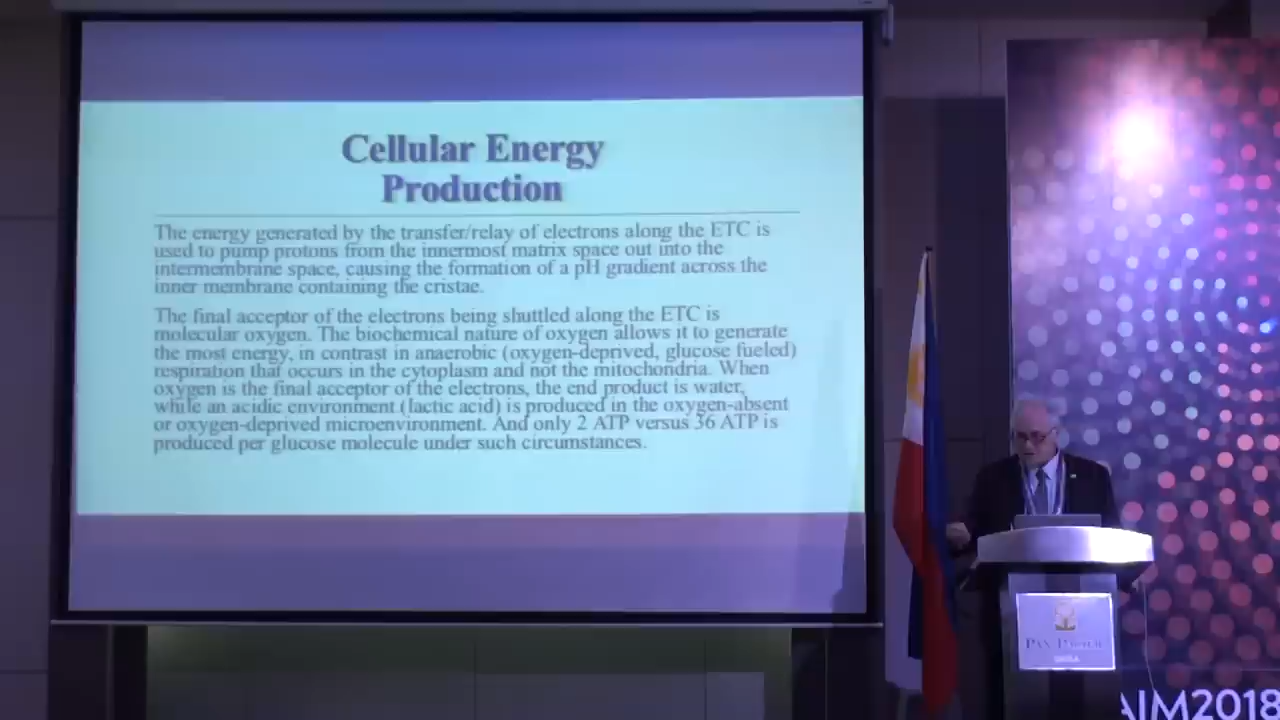 Cellular Energy
Production
The energy generated by the transfer/relay of electrons along the ETC is
used to pump protons from the innermost matrix space out into the
intermembrane space, causing the formation of a pH gradient across the
inner membrane containing the cristae.
The final acceptor of the electrons being shuttled along the ETC is
molecular oxygen. The biochemical nature of oxygen allows it to generate
the most energy, in contrast in anaerobic (oxygen-deprived, glucose fueled)
respiration that occurs in the cytoplasm and not the mitochondria. When
oxygen is the final acceptor of the electrons, the end product is water,
while an acidic environment (lactic acid) is produced in the oxygen-absent
or oxygen-deprived microenvironment. And only 2 ATP versus 36 ATP is
produced per glucose molecule under such circumstances.
PAN PACIFIC
AIM2018